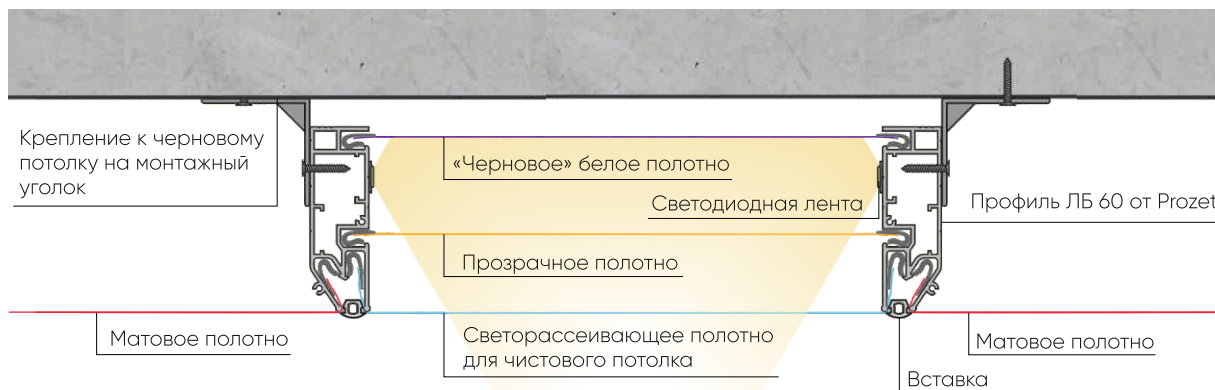 Крепление к черновому
потолку на монтажный
уголок
«Черновое» белое полотно
Светодиодная лента
Профиль ЛБ 60 от Prozet
Прозрачное полотно
Матовое полотно
Светорассеивающее полотно
для чистового потолка
Матовое полотно
Вставка